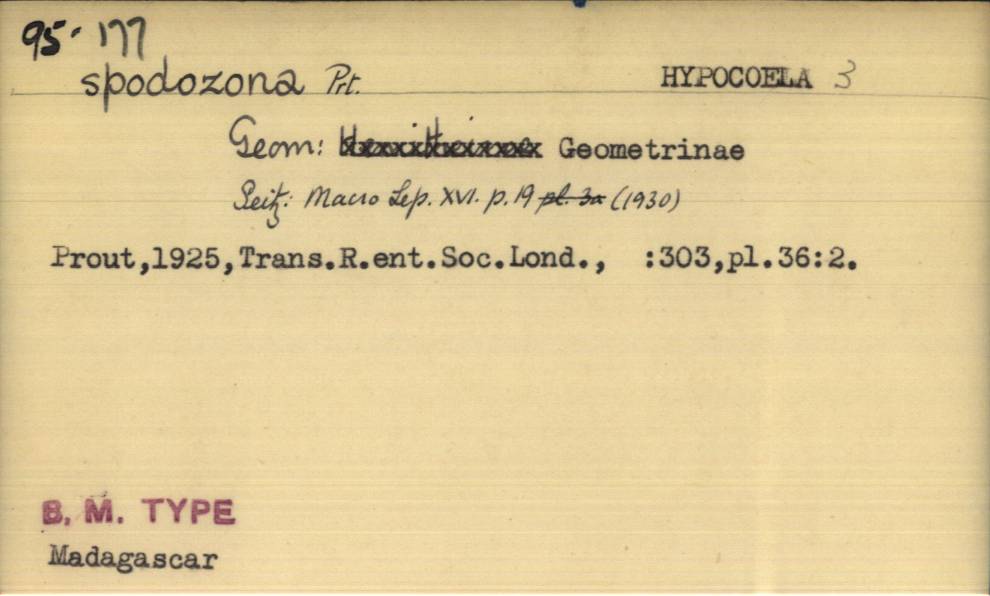 95. 177
spodozona Prt. HYPOCOELA 3
Geom: Geometrinae
Seitz: Macro Lep. XVI. p. 19 pl. 3a (1930)
Prout,1925,Trans.R.ent.Soc.Lond., :303,pl.36:2.
B. M. TYPE
Madagascar